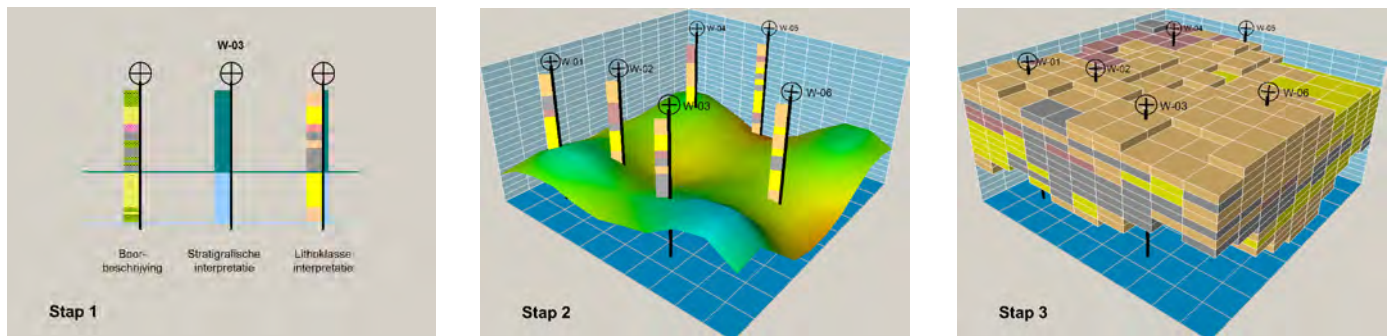 W-03
Boor-
beschrijving
Stratigrafische
interpretatie
Lithoklasse
interpretatie
Stap 1
W-04
W-05
W-01
W-02
W-03
W-06
Stap 2
W-04
W-05
W-01
W-02
W-03
W-06
Stap 3